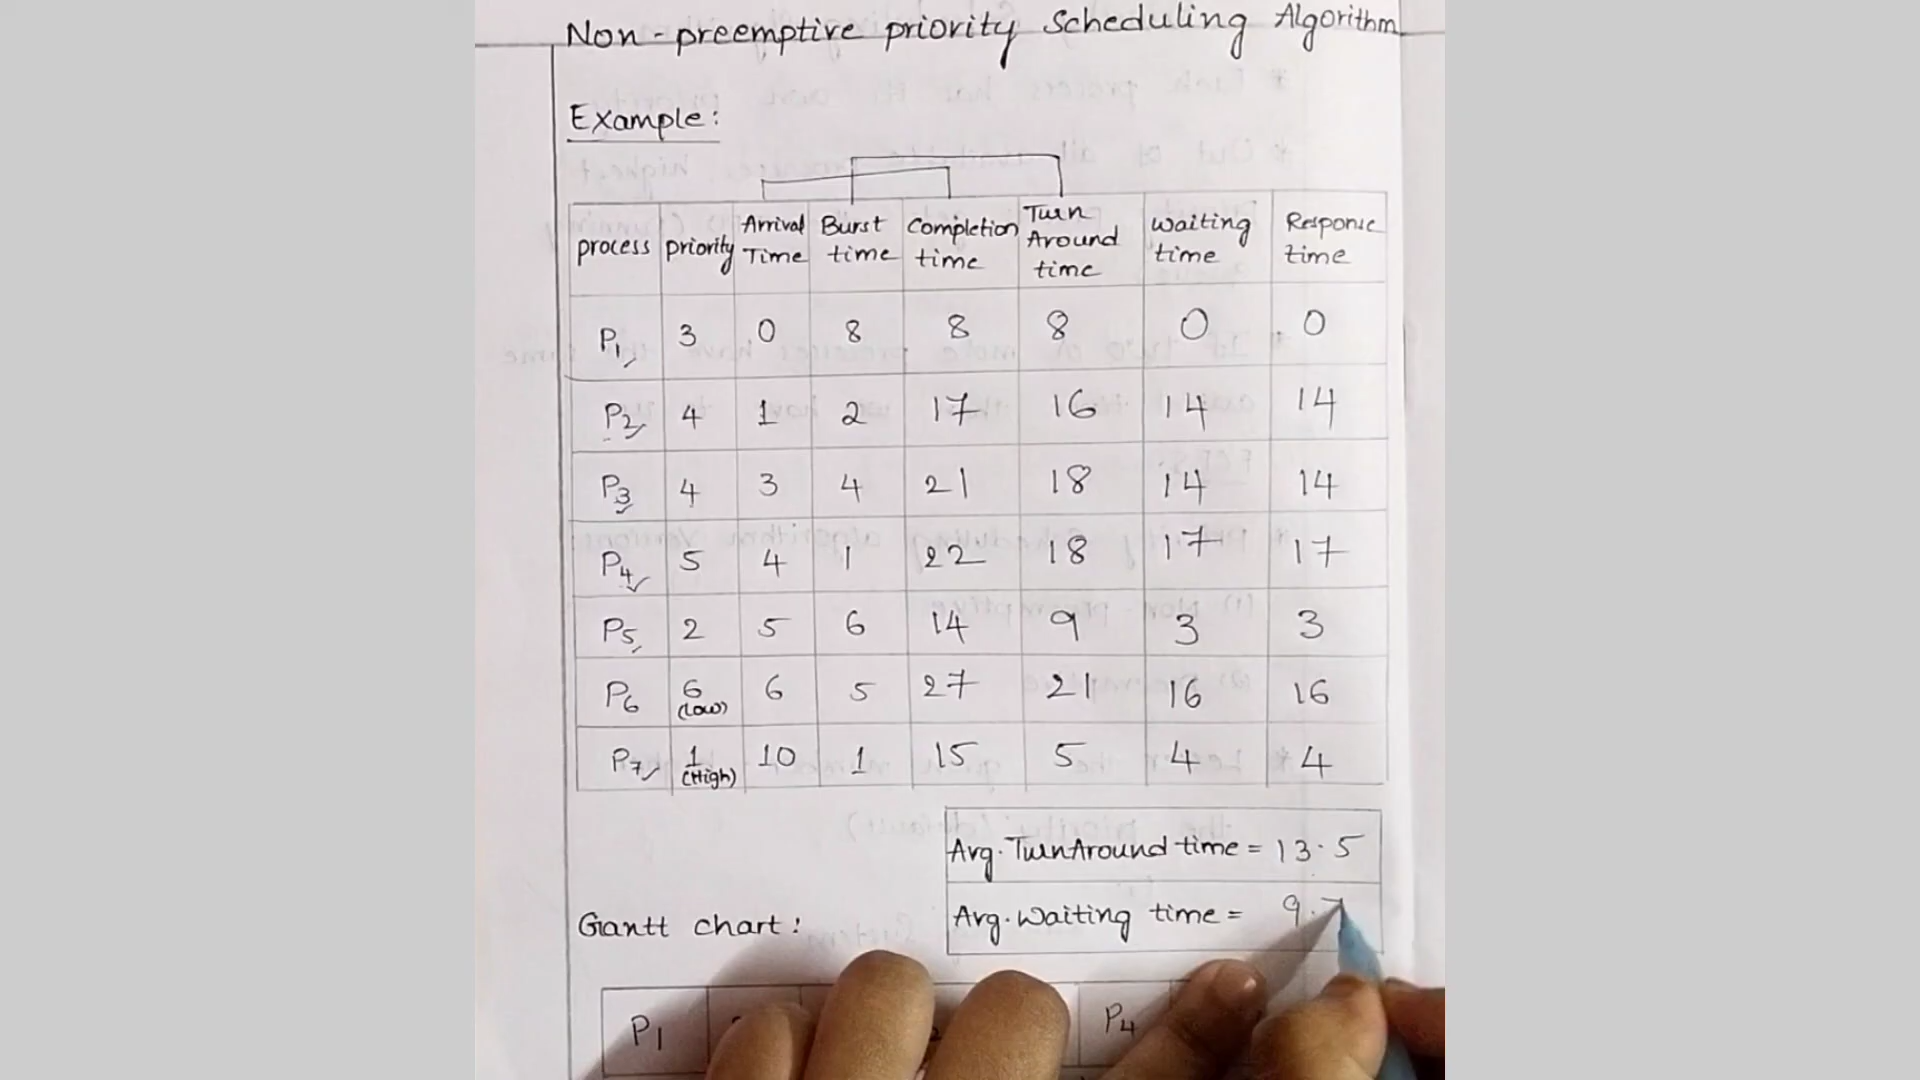 Non-preemptive priority Scheduling Algorithm
Example:
process priority Arrival Time Burst time Completion time Turn Around time Waiting time Response time
P1 3 0 8 8 8 0 0
P2 4 1 2 17 16 14 14
P3 4 3 4 21 18 14 14
P4 5 4 1 22 18 17 17
P5 2 5 6 14 9 3 3
P6 6 (Low) 6 5 27 21 16 16
P7 1 (High) 10 1 15 5 4 4
Avg. TurnAround time = 13.5
Avg. Waiting time = 9.7
Gantt chart:
P1 P4